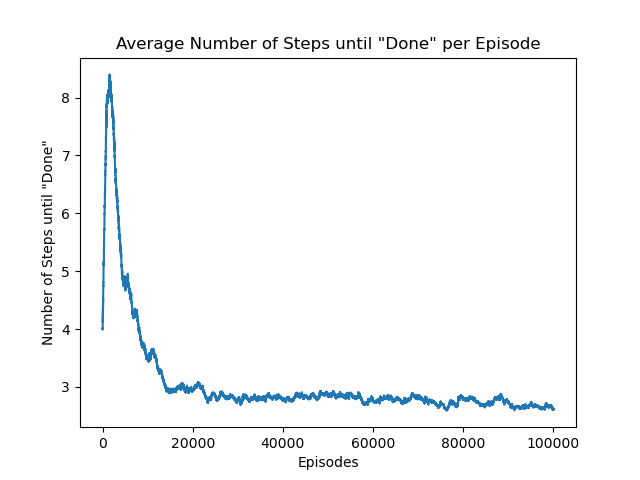 Average Number of Steps until "Done" per Episode
8
7
6
5
4
3
Number of Steps until "Done"
0 20000 40000 60000 80000 100000
Episodes